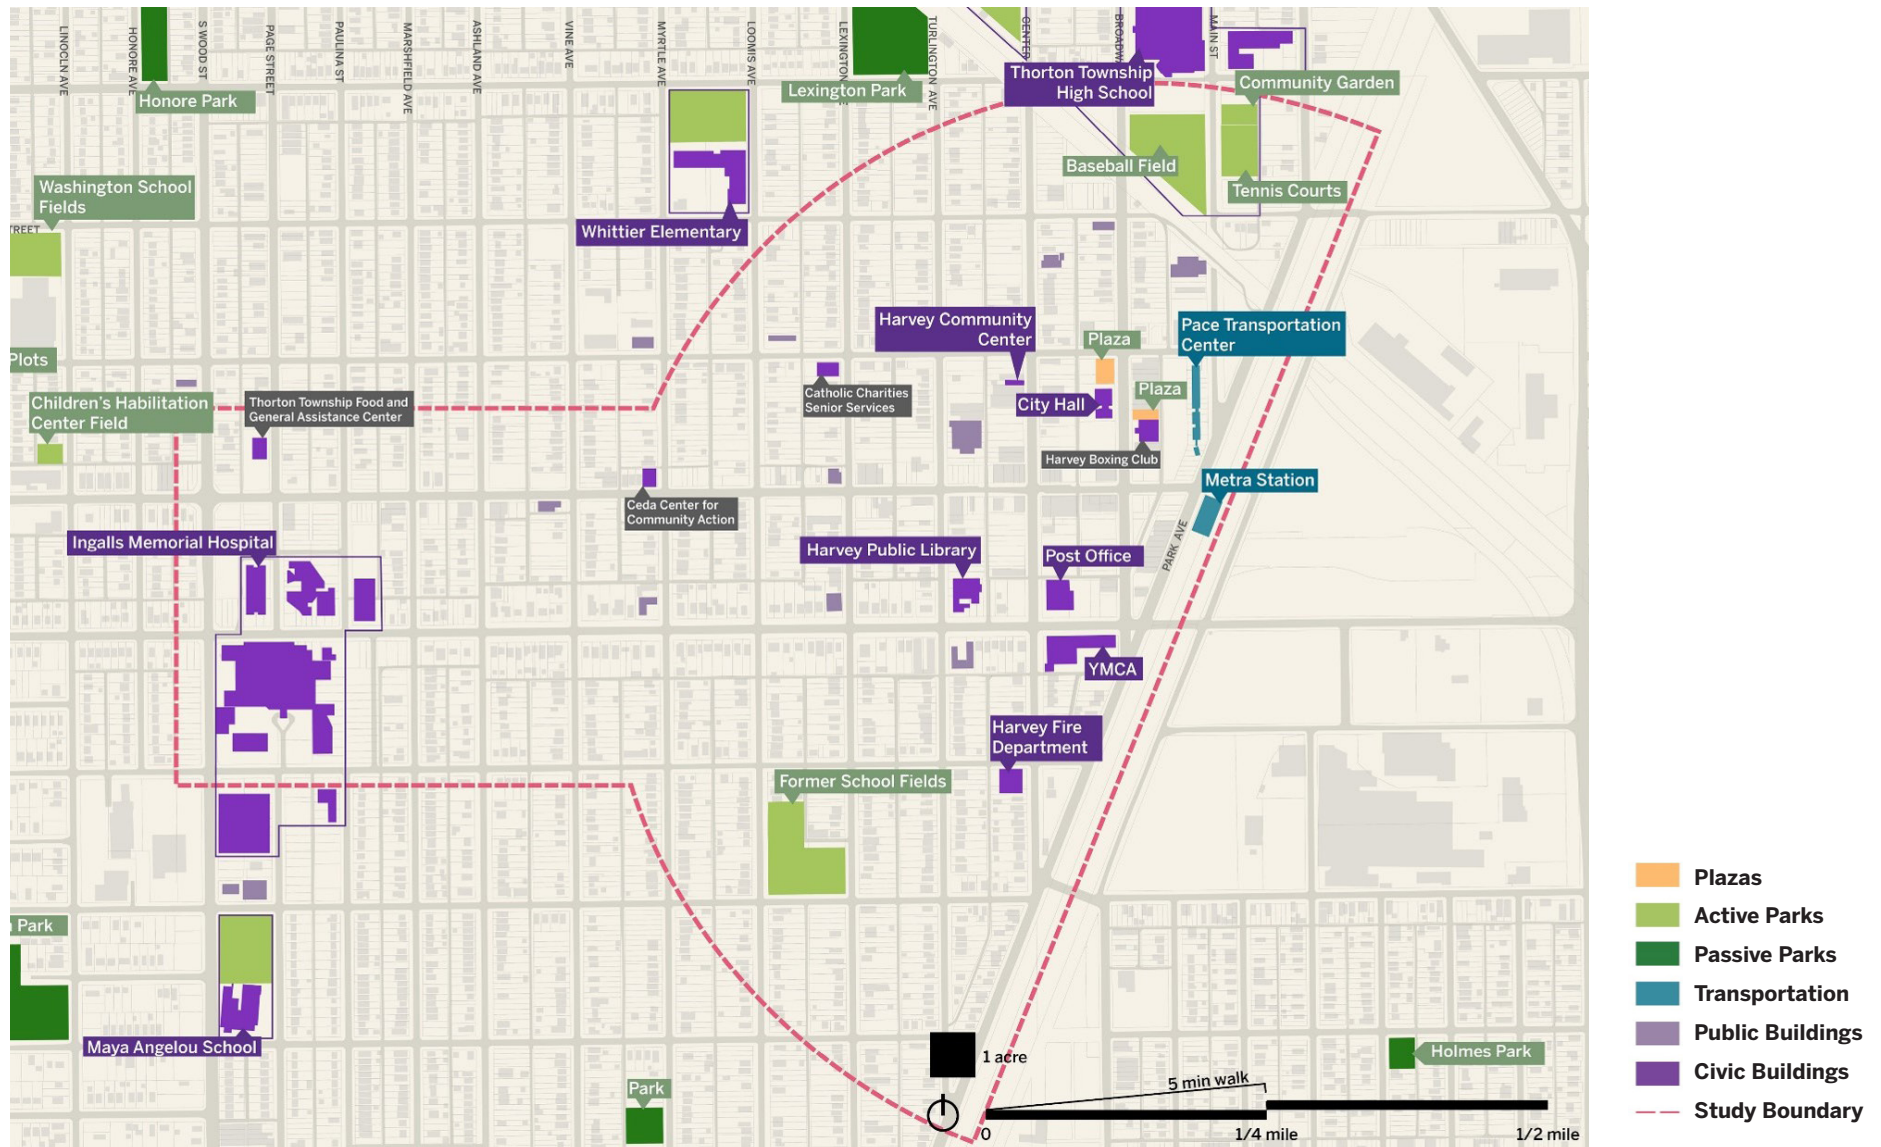 LINOCLN AVE
HONORE AVE
S WOOD ST
PAGE STREET
PAULINA ST
MARSHFIELD AVE
ASHLAND AVE
VINE AVE
MYRTLE AVE
LOOMIS AVE
LEXINGTON
TURLINGTON AVE
CENTER
BROADW
MAIN ST
Thorton Township
High School
Community Garden
Lexington Park
Honore Park
Baseball Field
Tennis Courts
Washington School
Fields
TREET
Whittier Elementary
Harvey Community
Center
Plaza
Pace Transportation
Center
Plots
Children's Habilitation
Center Field
Thorton Township Food and
General Assistance Center
Catholic Charities
Senior Services
City Hall
Plaza
Harvey Boxing Club
Metra Station
Ceda Center for
Community Action
PARK AVE
Ingalls Memorial Hospital
Harvey Public Library
Post Office
YMCA
Harvey Fire
Department
Former School Fields
Park
Maya Angelou School
Park
1 acre
Holmes Park
5 min walk
0
1/4 mile
1/2 mile
Plazas
Active Parks
Passive Parks
Transportation
Public Buildings
Civic Buildings
Study Boundary